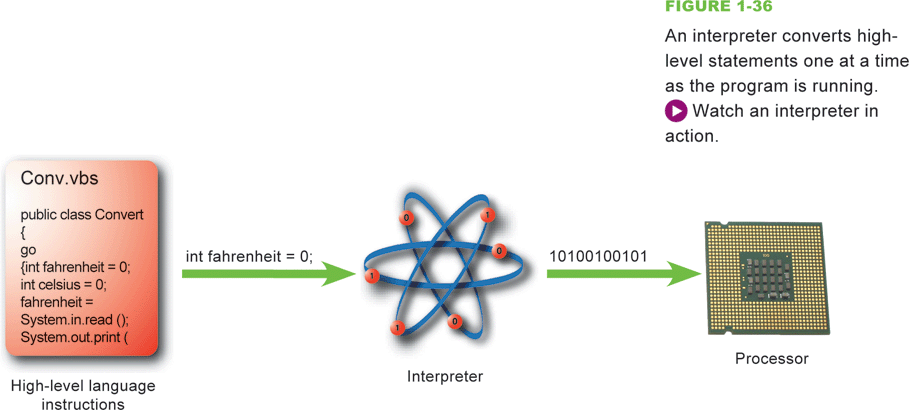 FIGURE 1-36
An interpreter converts high-
level statements one at a time
as the program is running.
Watch an interpreter in
action.
Conv.vbs
public class Convert
{
go
{int fahrenheit = 0;
int celsius = 0;
fahrenheit =
System.in.read ();
System.out.print (
High-level language
instructions
int fahrenheit = 0;
0
1
0
1
1
0
Interpreter
10100100101
Processor